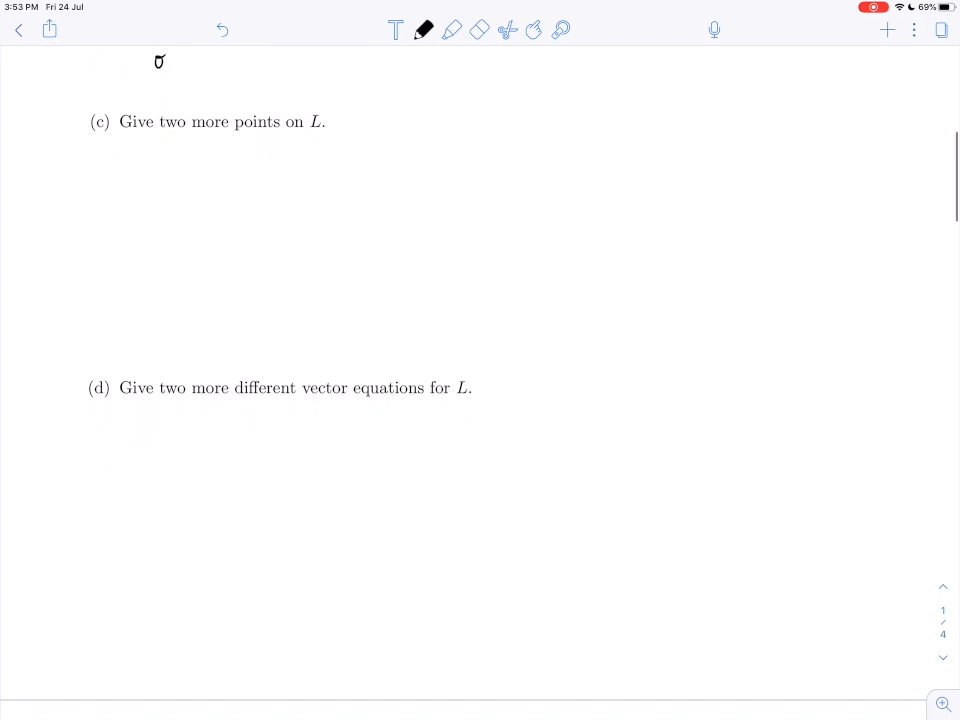 3:53 PM Fri 24 Jul 69%
(c) Give two more points on L.
(d) Give two more different vector equations for L.
1
/
4